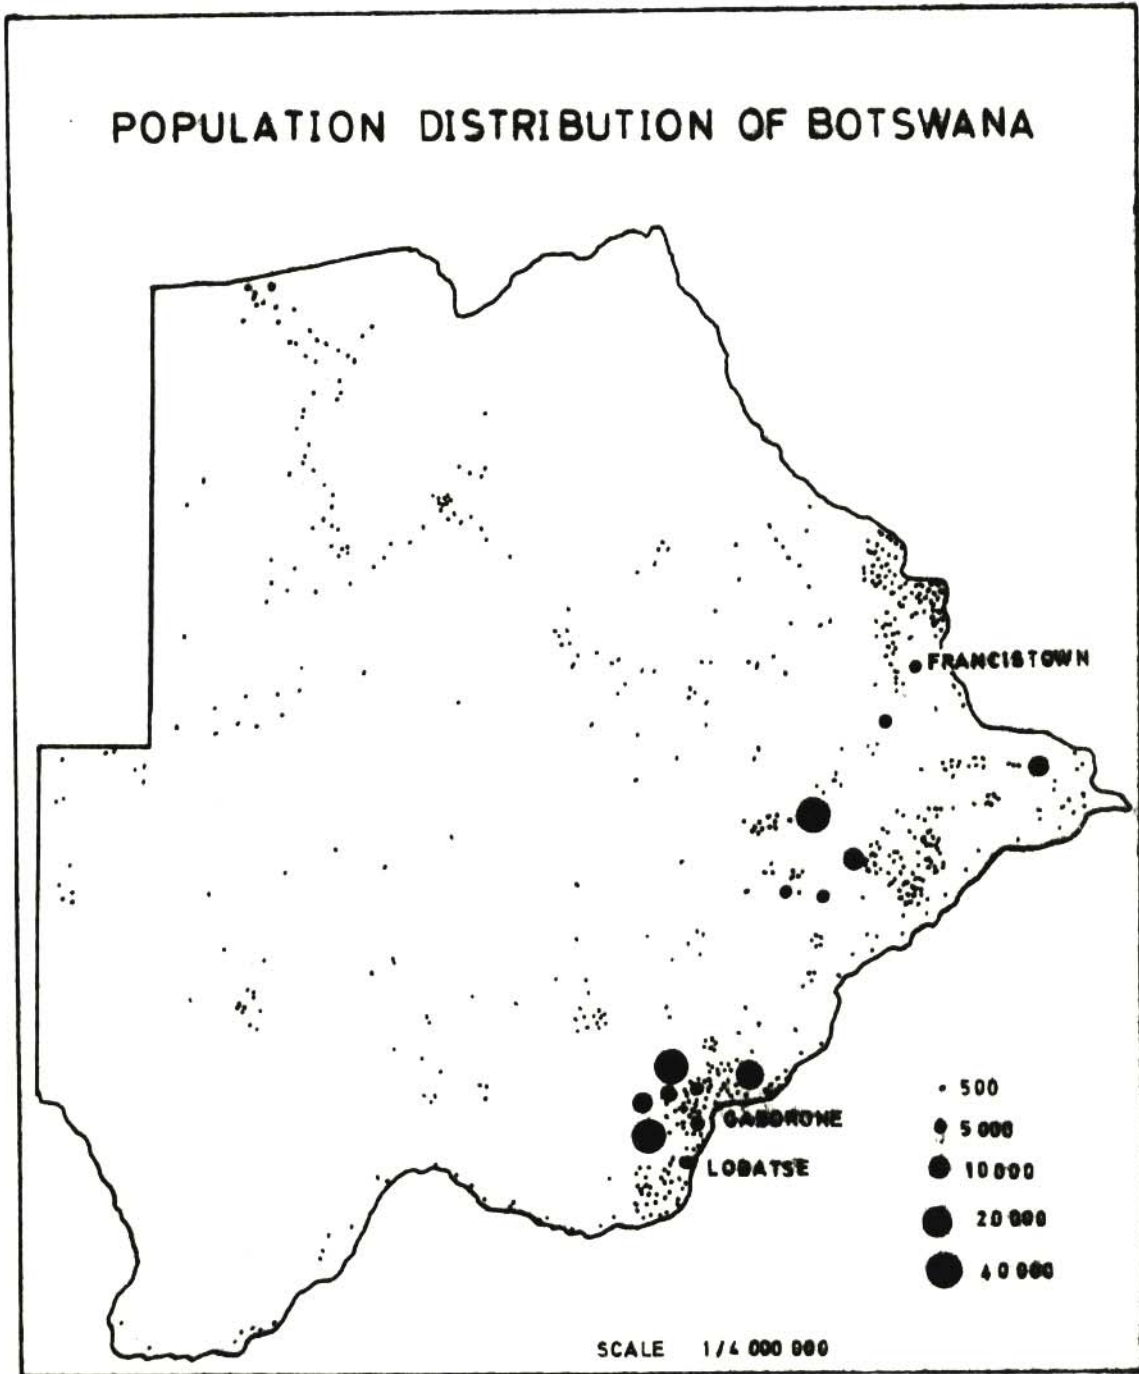 POPULATION DISTRIBUTION OF BOTSWANA
FRANCISTOWN
GABORONE
LOBATSE
500
5 000
10 000
20 000
40 000
SCALE 1/4 000 000